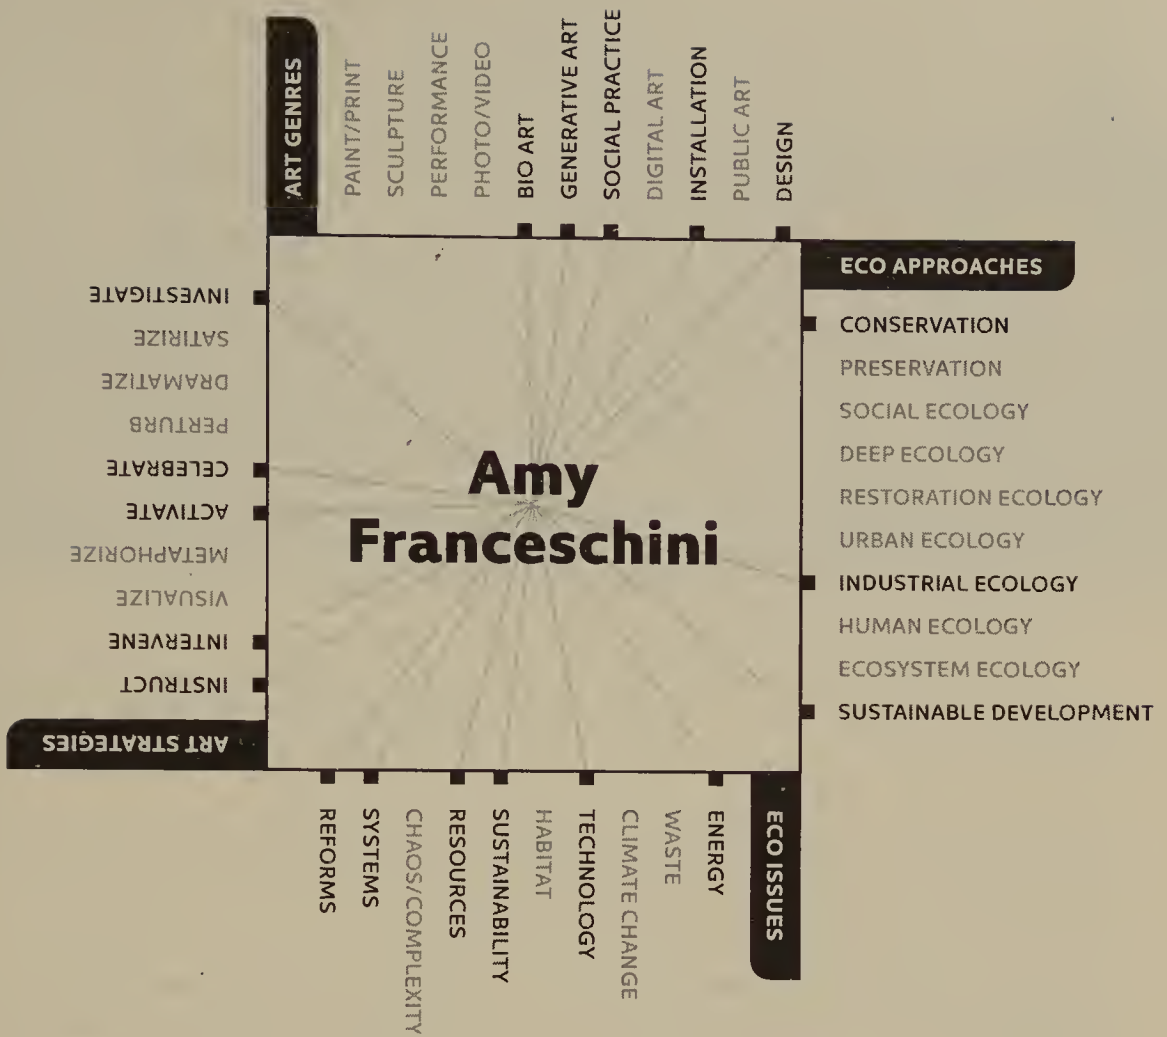 ART GENRES
PAINT/PRINT
SCULPTURE
PERFORMANCE
PHOTO/VIDEO
BIO ART
GENERATIVE ART
SOCIAL PRACTICE
DIGITAL ART
INSTALLATION
PUBLIC ART
DESIGN
ECO APPROACHES
CONSERVATION
PRESERVATION
SOCIAL ECOLOGY
DEEP ECOLOGY
RESTORATION ECOLOGY
URBAN ECOLOGY
INDUSTRIAL ECOLOGY
HUMAN ECOLOGY
ECOSYSTEM ECOLOGY
SUSTAINABLE DEVELOPMENT
ECO ISSUES
ENERGY
WASTE
CLIMATE CHANGE
TECHNOLOGY
HABITAT
SUSTAINABILITY
RESOURCES
CHAOS/COMPLEXITY
SYSTEMS
REFORMS
ART STRATEGIES
INSTRUCT
INTERVENE
VISUALIZE
METAPHORIZE
ACTIVATE
CELEBRATE
PERTURB
DRAMATIZE
SATIRIZE
INVESTIGATE
Amy
Franceschini